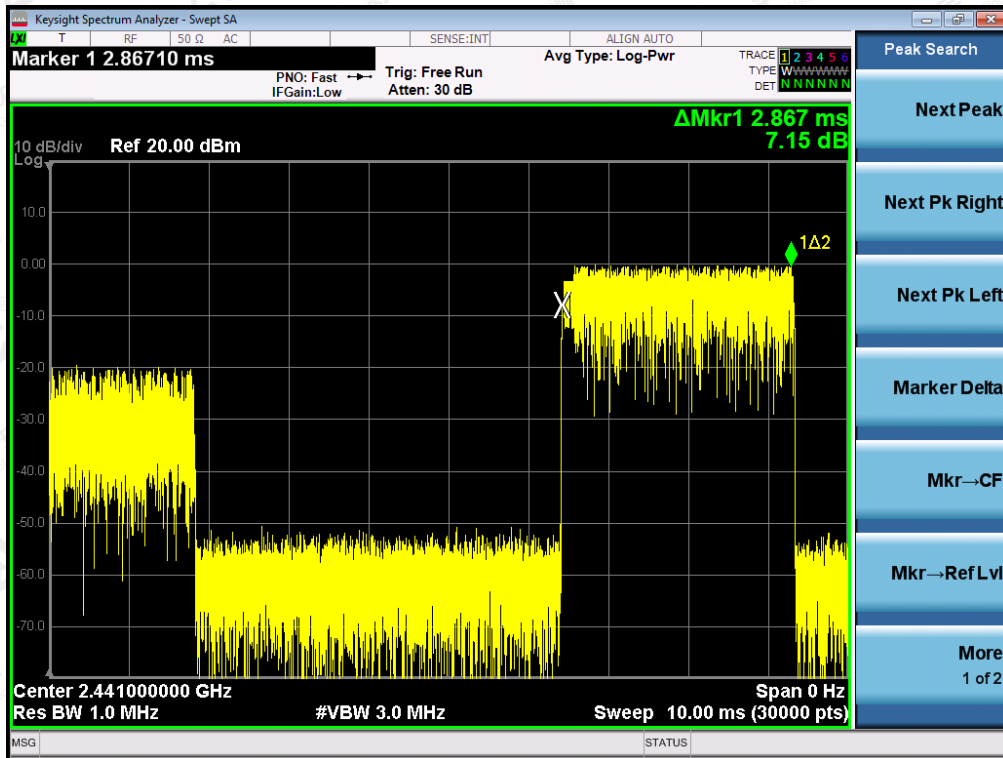 Keysight Spectrum Analyzer - Swept SA
LXI T RF 50 Ω AC SENSE:INT ALIGN AUTO
Marker 1 2.86710 ms
PNO: Fast
IFGain:Low
Trig: Free Run
Atten: 30 dB
Avg Type: Log-Pwr
TRACE 1 2 3 4 5 6
TYPE W W W W W W
DET N N N N N N
ΔMkr1 2.867 ms
7.15 dB
10 dB/div Ref 20.00 dBm
Log
10.0
0.00
-10.0
-20.0
-30.0
-40.0
-50.0
-60.0
-70.0
1Δ2
X
Center 2.441000000 GHz
Span 0 Hz
Res BW 1.0 MHz
#VBW 3.0 MHz
Sweep 10.00 ms (30000 pts)
MSG
STATUS
Peak Search
Next Peak
Next Pk Right
Next Pk Left
Marker Delta
Mkr→CF
Mkr→Ref Lvl
More
1 of 2